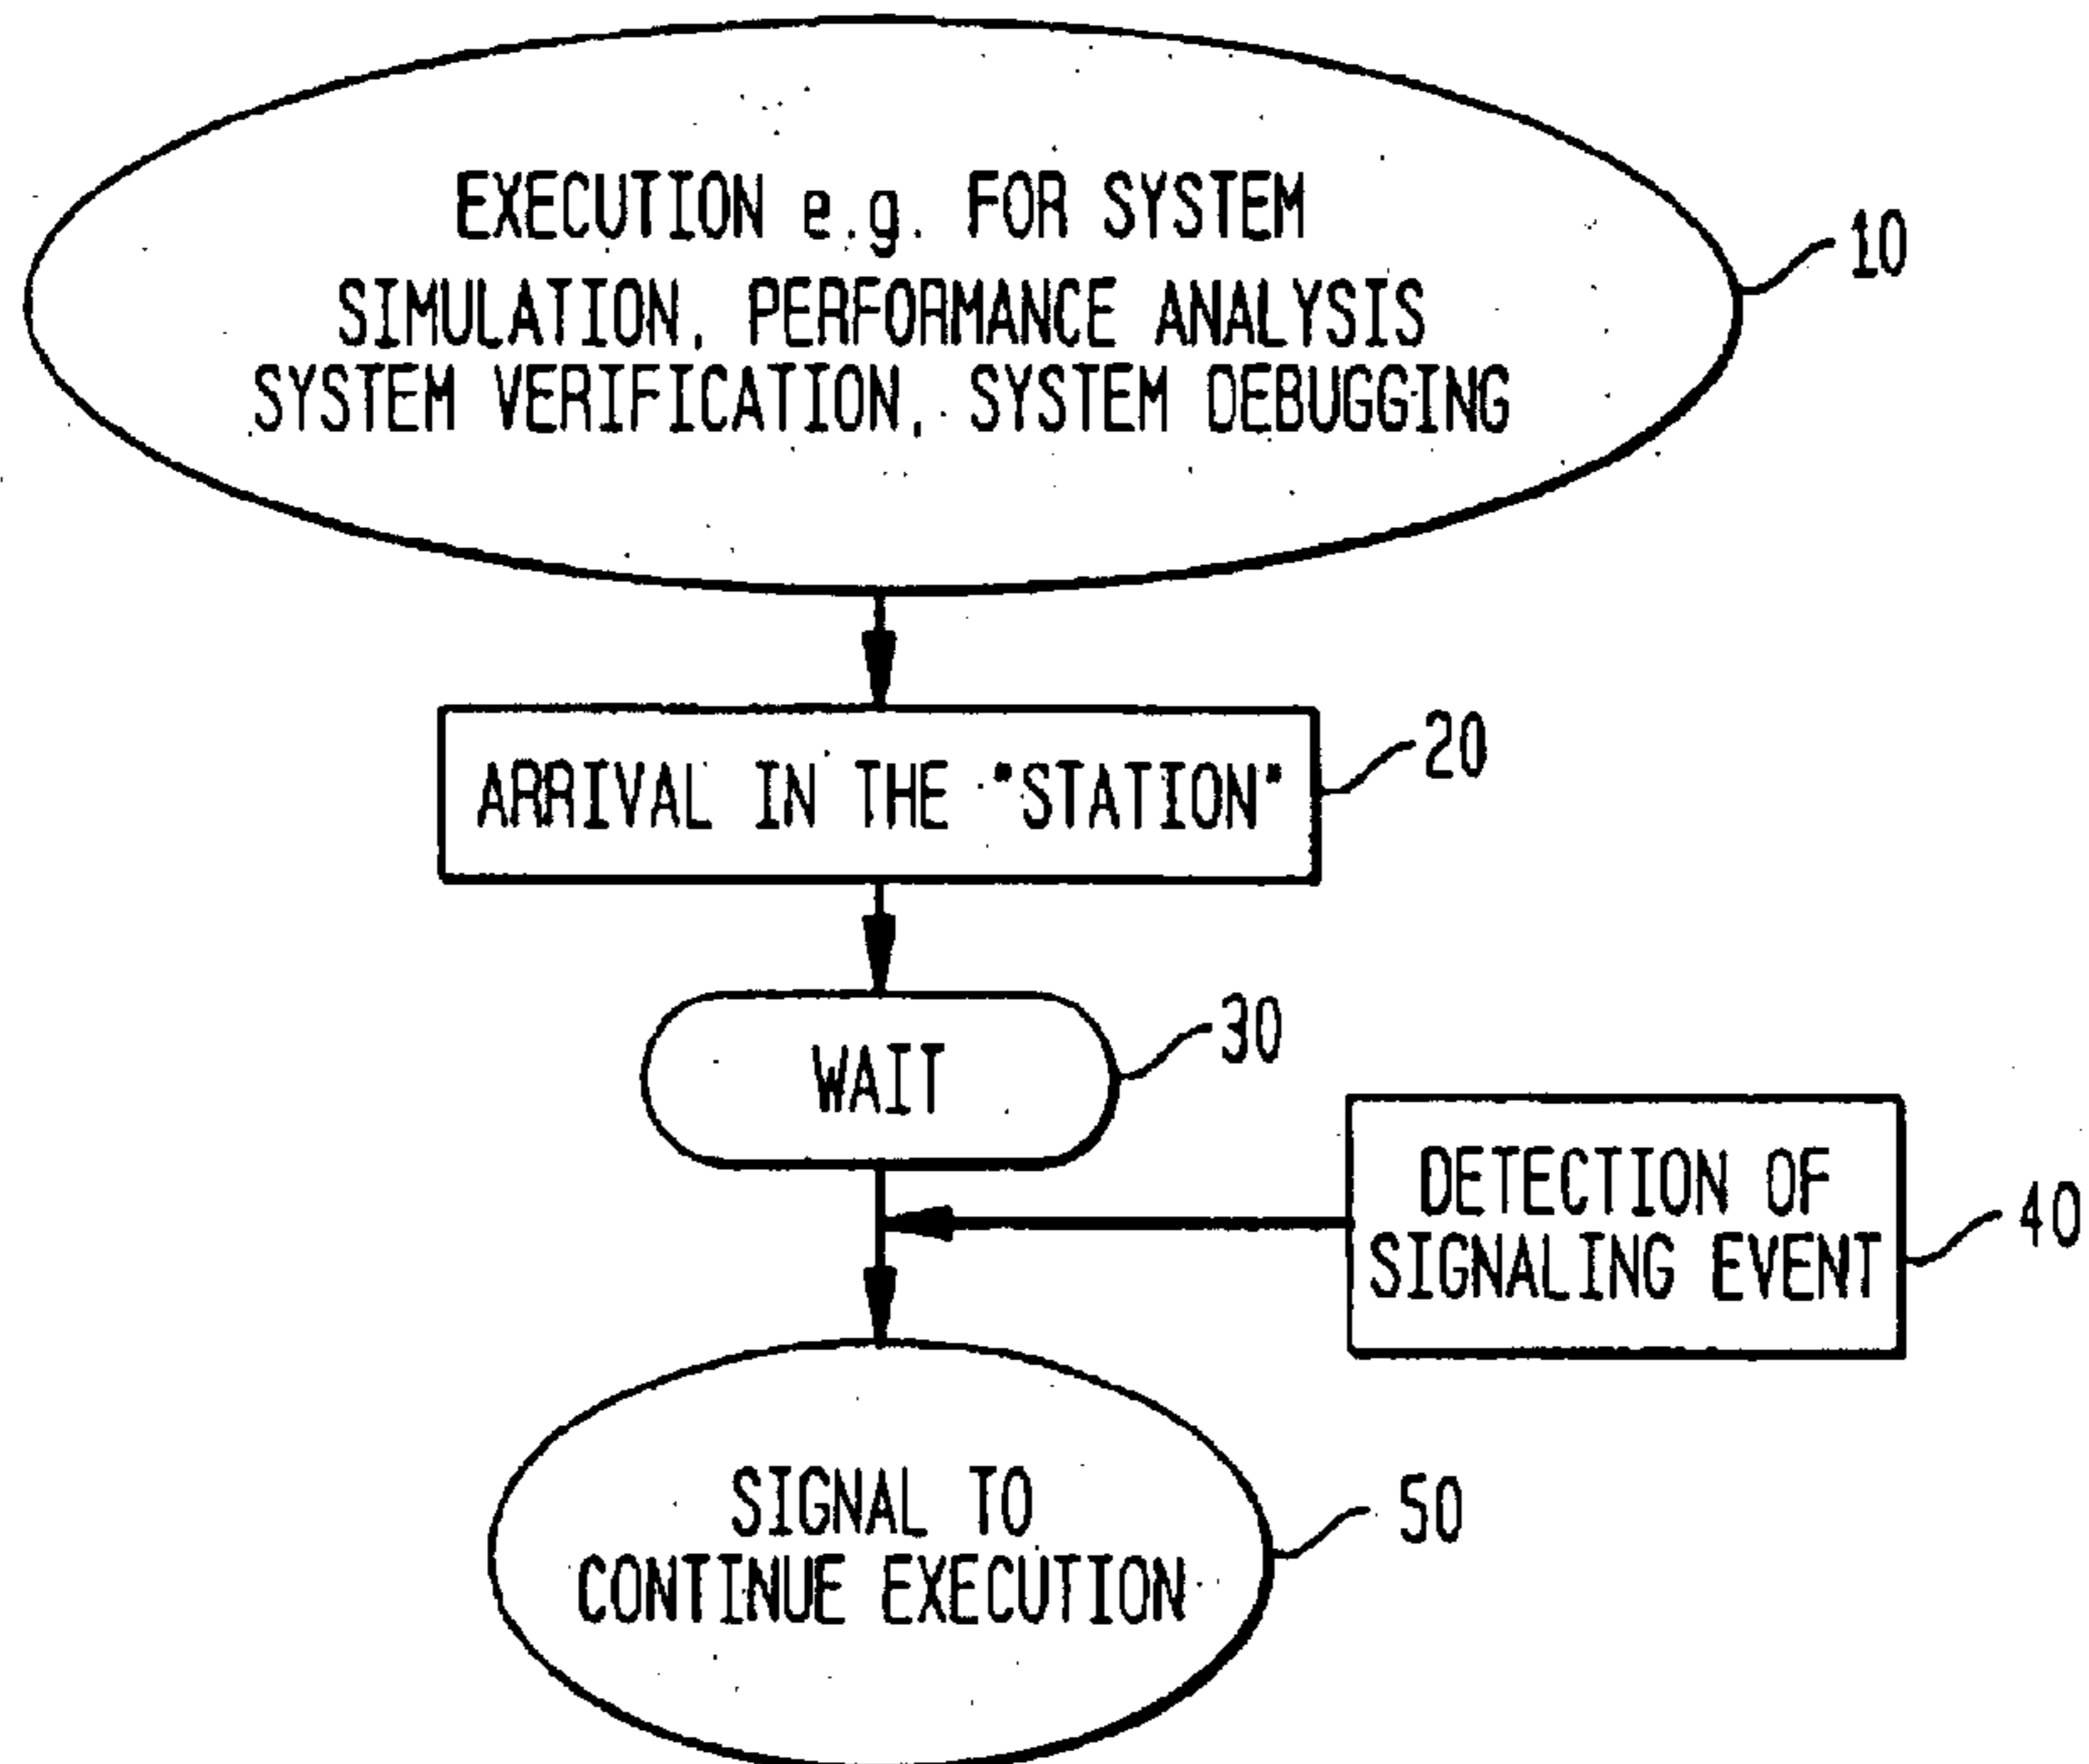 EXECUTION e.g. FOR SYSTEM
SIMULATION, PERFORMANCE ANALYSIS
SYSTEM VERIFICATION, SYSTEM DEBUGGING
10
ARRIVAL IN THE "STATION"
20
WAIT
30
DETECTION OF
SIGNALING EVENT
40
SIGNAL TO
CONTINUE EXECUTION
50